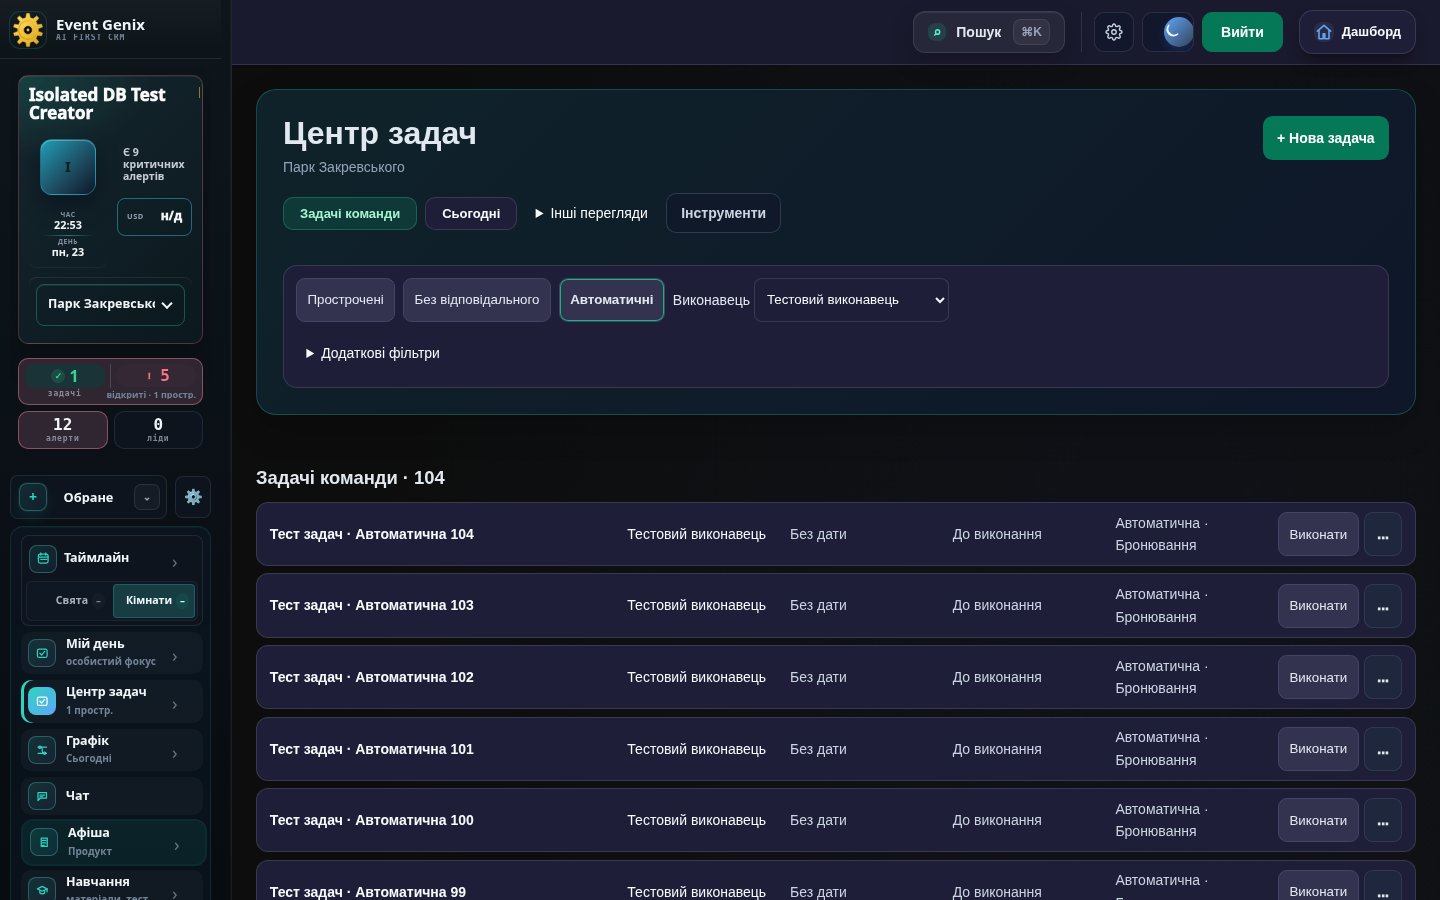 Event Genix
AI FIRST CRM
Пошук
⌘K
Вийти
Дашборд
Isolated DB Test
Creator
I
Є 9
критичних
алертів
ЧАС
22:53
ДЕНЬ
пн, 23
USD н/д
Парк Закревськ
✓ 1
задачі
! 5
відкриті · 1 простр.
12
алерти
0
ліди
+ Обране
Таймлайн
Свята –
Кімнати –
Мій день
особистий фокус
Центр задач
1 простр.
Графік
Сьогодні
Чат
Афіша
Продукт
Навчання
матеріали, тест
Центр задач
Парк Закревського
+ Нова задача
Задачі команди
Сьогодні
▶ Інші перегляди
Інструменти
Прострочені
Без відповідального
Автоматичні
Виконавець
Тестовий виконавець
▶ Додаткові фільтри
Задачі команди · 104
Тест задач · Автоматична 104 Тестовий виконавець Без дати До виконання Автоматична · Виконати ...
Бронювання
Тест задач · Автоматична 103 Тестовий виконавець Без дати До виконання Автоматична · Виконати ...
Бронювання
Тест задач · Автоматична 102 Тестовий виконавець Без дати До виконання Автоматична · Виконати ...
Бронювання
Тест задач · Автоматична 101 Тестовий виконавець Без дати До виконання Автоматична · Виконати ...
Бронювання
Тест задач · Автоматична 100 Тестовий виконавець Без дати До виконання Автоматична · Виконати ...
Бронювання
Тест задач · Автоматична 99 Тестовий виконавець Без дати До виконання Автоматична · Виконати ...